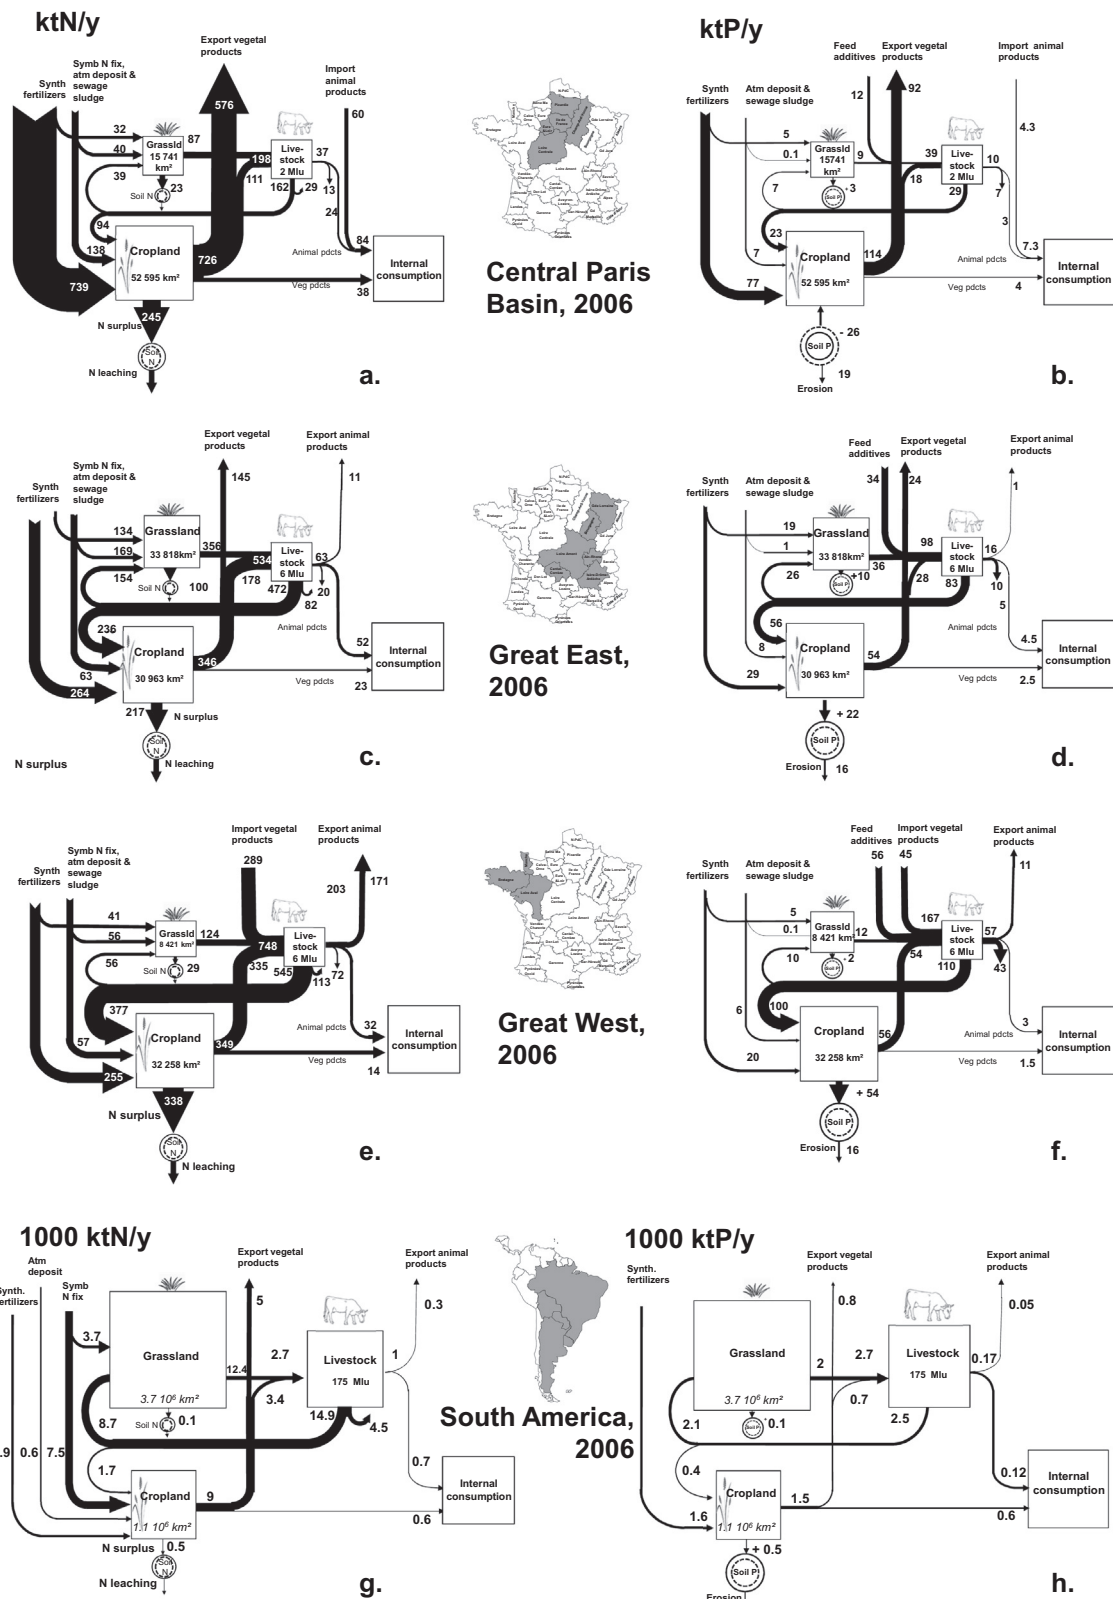 ktN/y
Symb N fix,
atm deposit &
sewage
sludge
Synth
fertilizers
Export vegetal
products
Import
animal
products
576
60
32
40
39
87
Grassld
15 741
km²
23
Soil N
198
111
Live-
stock
2 Mlu
37
13
162
29
24
94
138
739
Cropland
52 595 km²
726
84
Animal pdcts
Internal
consumption
Veg pdcts
38
N surplus
245
Soil
N
N leaching
a.
Central Paris
Basin, 2006
ktP/y
Synth
fertilizers
Atm deposit &
sewage sludge
Feed
additives
Export vegetal
products
Import animal
products
12
92
4.3
5
0.1
7
Grassld
15741
km²
9
Soil P
- 3
39
18
Live-
stock
2 Mlu
10
7
29
3
23
7
77
Cropland
52 595 km²
114
7.3
Animal pdcts
Internal
consumption
Veg pdcts
4
Soil P
- 26
19
Erosion
b.
Symb N fix,
atm deposit &
sewage
sludge
Synth
fertilizers
Export vegetal
products
Export animal
products
145
11
134
169
154
Grassland
33 818km²
356
Soil N
100
534
178
Live-
stock
6 Mlu
63
20
472
82
236
63
264
Cropland
30 963 km²
346
Animal pdcts
52
Internal
consumption
Veg pdcts
23
217
N surplus
Soil
N
N leaching
N surplus
c.
Great East,
2006
Synth
fertilizers
Atm deposit &
sewage sludge
Feed
additives
Export vegetal
products
Export animal
products
34
24
1
19
1
26
Grassland
33 818km²
36
Soil P
+10
98
28
Live-
stock
6 Mlu
16
10
83
5
56
8
29
Cropland
30 963 km²
54
Animal pdcts
4.5
Internal
consumption
Veg pdcts
2.5
+ 22
Soil P
Erosion
16
d.
Symb N fix,
atm deposit &
sewage
sludge
Synth
fertilizers
Import vegetal
products
Export animal
products
289
203
171
41
56
56
Grassld
8 421 km²
124
Soil N
29
748
335
Live-
stock
6 Mlu
72
545
113
377
57
255
Cropland
32 258 km²
349
Animal pdcts
32
Internal
consumption
Veg pdcts
14
N surplus
338
Soil
N
N leaching
e.
Great West,
2006
Synth
fertilizers
Atm deposit &
sewage sludge
Feed
additives
Import vegetal
products
Export animal
products
56
45
11
5
0.1
10
Grassld
8 421 km²
12
Soil P
- 2
167
54
Live-
stock
6 Mlu
57
43
110
100
6
20
Cropland
32 258 km²
56
Animal pdcts
3
Internal
consumption
Veg pdcts
1.5
+ 54
Soil P
Erosion
16
f.
1000 ktN/y
Atm
deposit
Symb
N fix
Export vegetal
products
Export animal
products
5
0.3
3.7
Grassland
3.7 10⁶ km²
12.4
2.7
3.4
Livestock
175 Mlu
1
8.7
Soil N
0.1
14.9
4.5
0.6
7.5
1.7
Cropland
1.1 10⁶ km²
9
0.7
Internal
consumption
0.6
N surplus
0.5
Soil
N
N leaching
g.
South America,
2006
1000 ktP/y
Synth.
fertilizers
Export vegetal
products
Export animal
products
0.8
0.05
Grassland
3.7 10⁶ km²
2
2.7
0.7
Livestock
175 Mlu
0.17
2.1
Soil P
0.1
2.5
0.4
1.6
Cropland
1.1 10⁶ km²
1.5
0.12
Internal
consumption
0.6
+ 0.5
Soil P
Erosion
h.